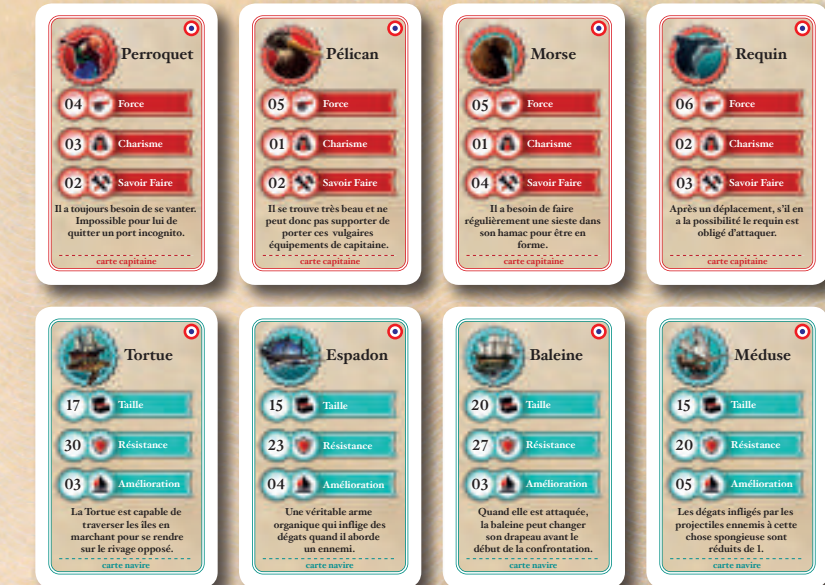 Perroquet
04 Force
03 Charisme
02 Savoir Faire
Il a toujours besoin de se vanter.
Impossible pour lui de
quitter un port incognito.
carte capitaine
Pélican
05 Force
01 Charisme
02 Savoir Faire
Il se trouve très beau et ne
peut donc pas supporter de
porter ces vulgaires
équipements de capitaine.
carte capitaine
Morse
05 Force
01 Charisme
04 Savoir Faire
Il a besoin de faire
régulièrement une sieste dans
son hamac pour être en
forme.
carte capitaine
Requin
06 Force
02 Charisme
03 Savoir Faire
Après un déplacement, s'il en
a la possibilité le requin est
obligé d'attaquer.
carte capitaine
Tortue
17 Taille
30 Résistance
03 Amélioration
La Tortue est capable de
traverser les îles en
marchant pour se rendre
sur le rivage opposé.
carte navire
Espadon
15 Taille
23 Résistance
04 Amélioration
Une véritable arme
organique qui inflige des
dégats quand il aborde
un ennemi.
carte navire
Baleine
20 Taille
27 Résistance
03 Amélioration
Quand elle est attaquée,
la baleine peut changer
son drapeau avant le
début de la confrontation.
carte navire
Méduse
15 Taille
20 Résistance
05 Amélioration
Les dégats infligés par les
projectiles ennemis à cette
chose spongieuse sont
réduits de 1.
carte navire